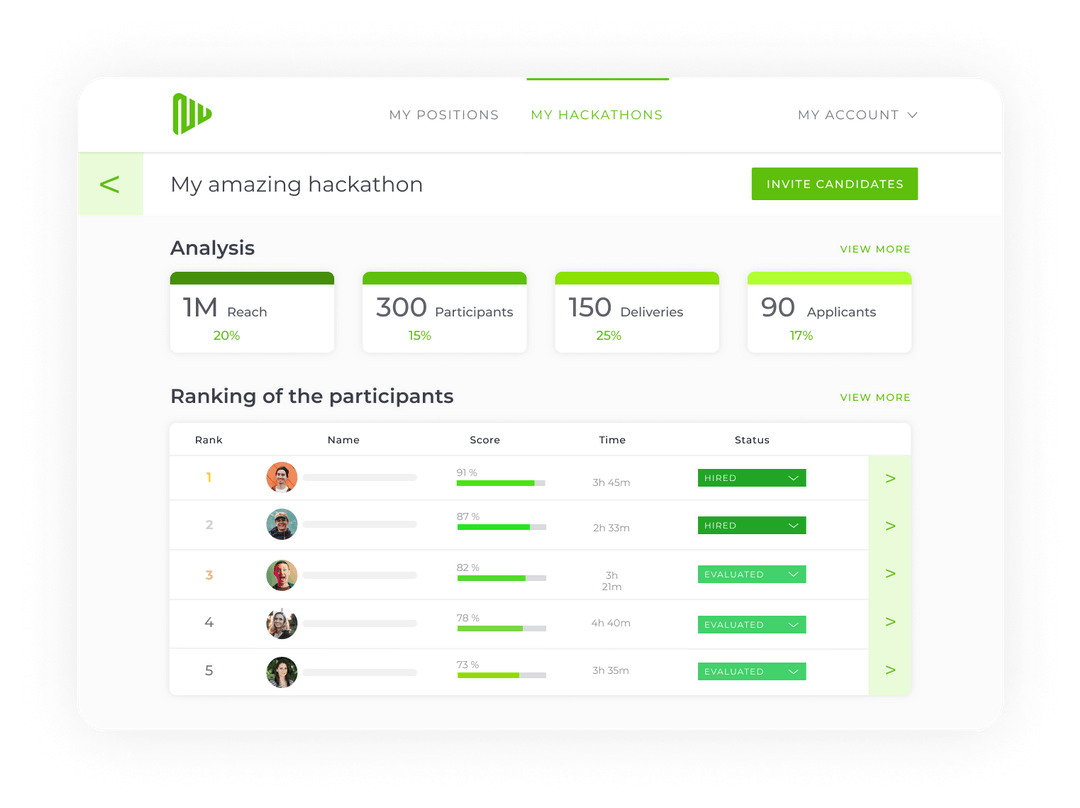 MY POSITIONS MY HACKATHONS MY ACCOUNT
< My amazing hackathon INVITE CANDIDATES
Analysis VIEW MORE
1M Reach 300 Participants 150 Deliveries 90 Applicants
20% 15% 25% 17%
Ranking of the participants VIEW MORE
Rank Name Score Time Status
1 91 % 3h 45m HIRED >
2 87 % 2h 33m HIRED >
3 82 % 3h 21m EVALUATED >
4 78 % 4h 40m EVALUATED >
5 73 % 3h 35m EVALUATED >